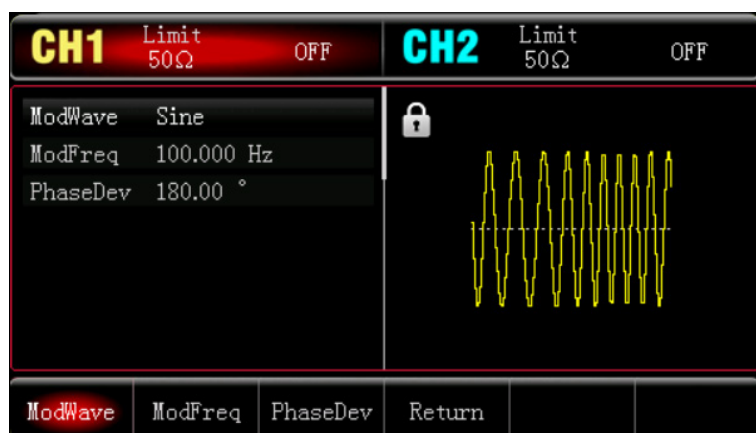 CH1 Limit 50Ω OFF CH2 Limit 50Ω OFF
ModWave Sine
ModFreq 100.000 Hz
PhaseDev 180.00 °
ModWave ModFreq PhaseDev Return